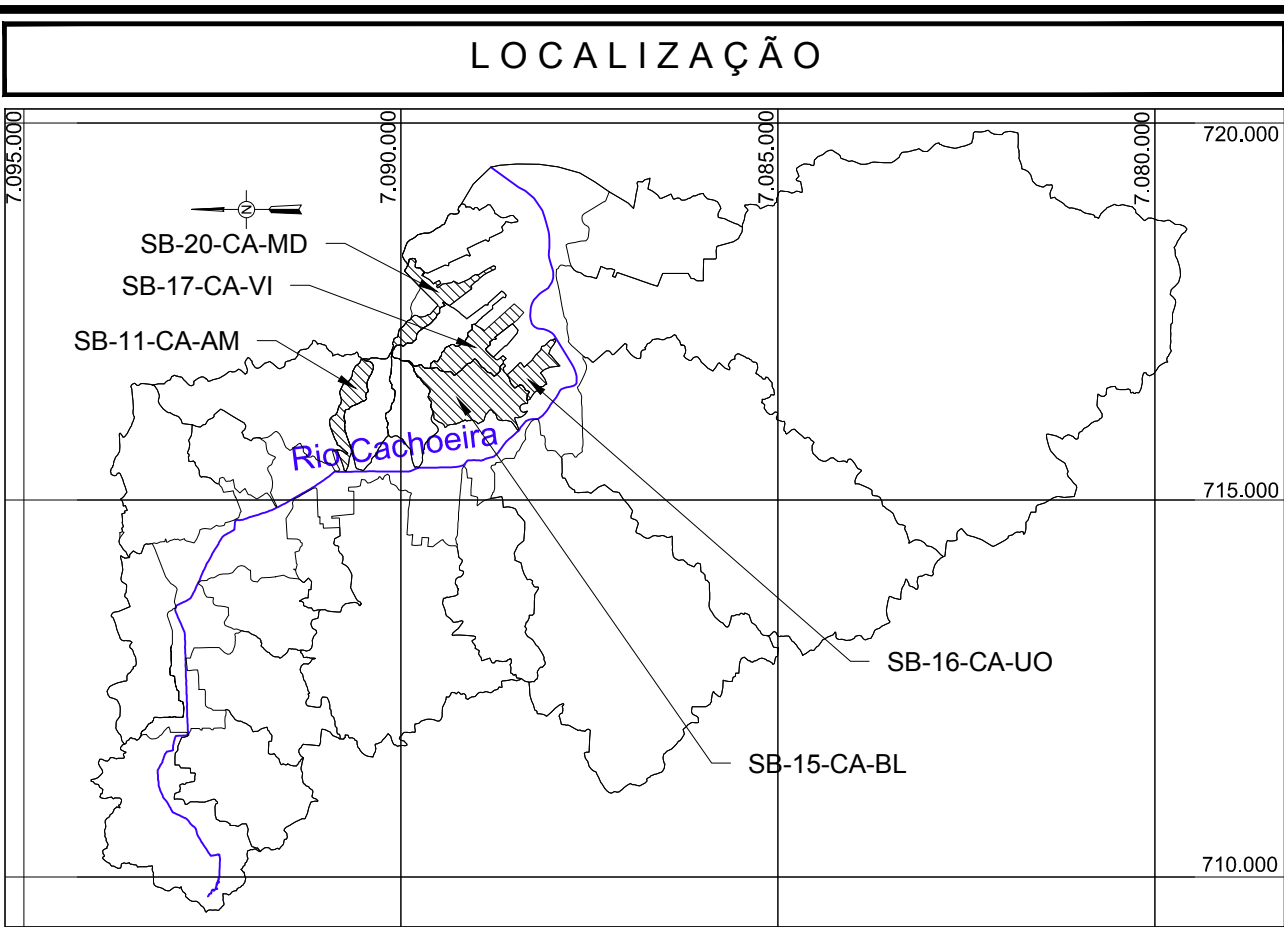 LOCALIZAÇÃO
7.095.000
7.090.000
7.085.000
7.080.000
720.000
N
SB-20-CA-MD
SB-17-CA-VI
SB-11-CA-AM
Rio Cachoeira
715.000
SB-16-CA-UO
SB-15-CA-BL
710.000